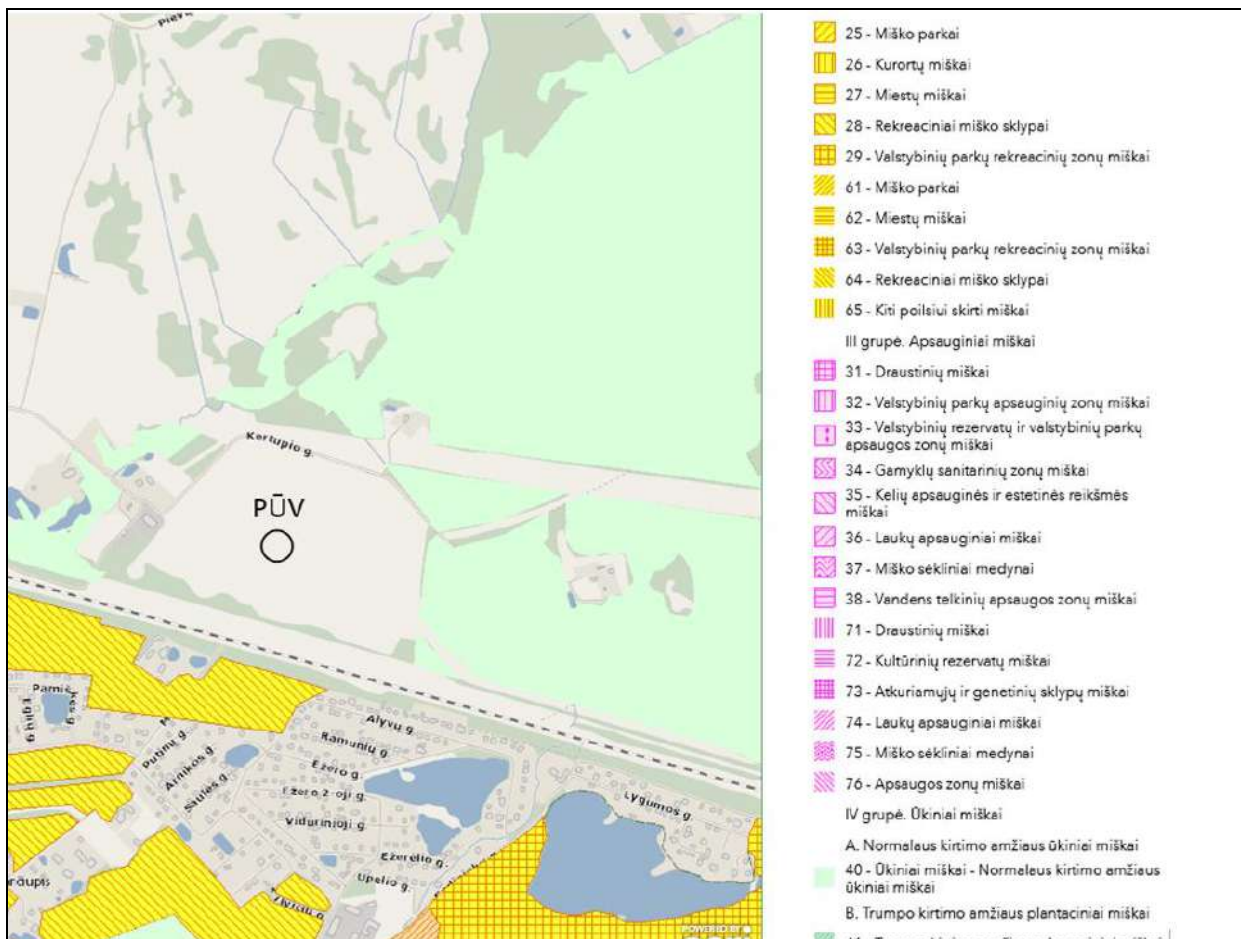 Kertupio g.
PŪV
Alyvų g.
Ramunių g.
Ežero g.
Ežero 2-oji g.
Vidurinioji g.
Ežerėlio g.
Upelio g.
Putinų g.
Arnikos g.
Saulės g.
Lygumos g.
POWERED BY
25 - Miško parkai
26 - Kurortų miškai
27 - Miestų miškai
28 - Rekreaciniai miško sklypai
29 - Valstybinių parkų rekreacinių zonų miškai
61 - Miško parkai
62 - Miestų miškai
63 - Valstybinių parkų rekreacinių zonų miškai
64 - Rekreaciniai miško sklypai
65 - Kiti poilsiui skirti miškai
III grupė. Apsauginiai miškai
31 - Draustinių miškai
32 - Valstybinių parkų apsauginių zonų miškai
33 - Valstybinių rezervatų ir valstybinių parkų
apsaugos zonų miškai
34 - Gamyklų sanitarinių zonų miškai
35 - Kelių apsauginės ir estetinės reikšmės
miškai
36 - Laukų apsauginiai miškai
37 - Miško sėkliniai medynai
38 - Vandens telkinių apsaugos zonų miškai
71 - Draustinių miškai
72 - Kultūrinių rezervatų miškai
73 - Atkuriamųjų ir genetinių sklypų miškai
74 - Laukų apsauginiai miškai
75 - Miško sėkliniai medynai
76 - Apsaugos zonų miškai
IV grupė. Ūkiniai miškai
A. Normalaus kirtimo amžiaus ūkiniai miškai
40 - Ūkiniai miškai - Normalaus kirtimo amžiaus
ūkiniai miškai
B. Trumpo kirtimo amžiaus plantaciniai miškai